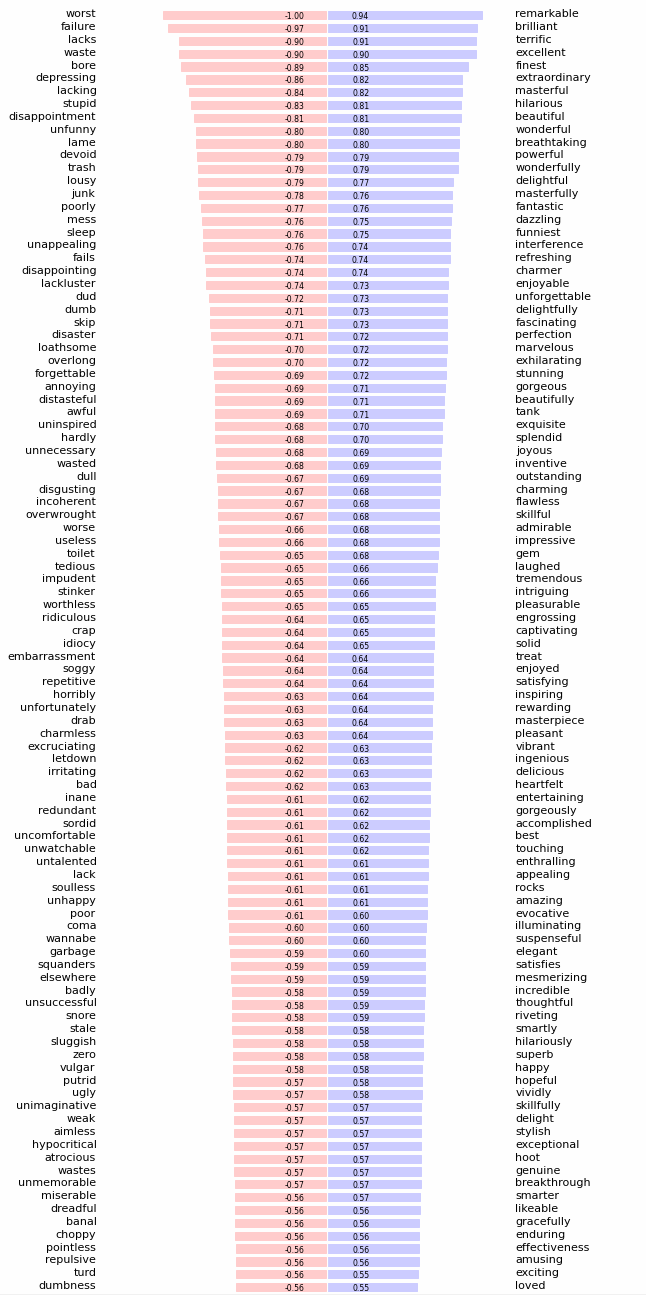 worst -1.00 0.94 remarkable
failure -0.97 0.91 brilliant
lacks -0.90 0.91 terrific
waste -0.90 0.90 excellent
bore -0.89 0.85 finest
depressing -0.86 0.82 extraordinary
lacking -0.84 0.82 masterful
stupid -0.83 0.81 hilarious
disappointment -0.81 0.81 beautiful
unfunny -0.80 0.80 wonderful
lame -0.80 0.80 breathtaking
devoid -0.79 0.79 powerful
trash -0.79 0.79 wonderfully
lousy -0.79 0.77 delightful
junk -0.78 0.76 masterfully
poorly -0.77 0.76 fantastic
mess -0.76 0.75 dazzling
sleep -0.76 0.75 funniest
unappealing -0.76 0.74 interference
fails -0.74 0.74 refreshing
disappointing -0.74 0.74 charmer
lackluster -0.74 0.73 enjoyable
dud -0.72 0.73 unforgettable
dumb -0.71 0.73 delightfully
skip -0.71 0.73 fascinating
disaster -0.71 0.72 perfection
loathsome -0.70 0.72 marvelous
overlong -0.70 0.72 exhilarating
forgettable -0.69 0.72 stunning
annoying -0.69 0.71 gorgeous
distasteful -0.69 0.71 beautifully
awful -0.69 0.71 tank
uninspired -0.68 0.70 exquisite
hardly -0.68 0.70 splendid
unnecessary -0.68 0.69 joyous
wasted -0.68 0.69 inventive
dull -0.67 0.69 outstanding
disgusting -0.67 0.68 charming
incoherent -0.67 0.68 flawless
overwrought -0.67 0.68 skillful
worse -0.66 0.68 admirable
useless -0.66 0.68 impressive
toilet -0.65 0.68 gem
tedious -0.65 0.66 laughed
impudent -0.65 0.66 tremendous
stinker -0.65 0.66 intriguing
worthless -0.65 0.65 pleasurable
ridiculous -0.64 0.65 engrossing
crap -0.64 0.65 captivating
idiocy -0.64 0.65 solid
embarrassment -0.64 0.64 treat
soggy -0.64 0.64 enjoyed
repetitive -0.64 0.64 satisfying
horribly -0.63 0.64 inspiring
unfortunately -0.63 0.64 rewarding
drab -0.63 0.64 masterpiece
charmless -0.63 0.64 pleasant
excruciating -0.62 0.63 vibrant
letdown -0.62 0.63 ingenious
irritating -0.62 0.63 delicious
bad -0.62 0.63 heartfelt
inane -0.61 0.62 entertaining
redundant -0.61 0.62 gorgeously
sordid -0.61 0.62 accomplished
uncomfortable -0.61 0.62 best
unwatchable -0.61 0.62 touching
untalented -0.61 0.61 enthralling
lack -0.61 0.61 appealing
soulless -0.61 0.61 rocks
unhappy -0.61 0.61 amazing
poor -0.61 0.60 evocative
coma -0.60 0.60 illuminating
wannabe -0.60 0.60 suspenseful
garbage -0.59 0.60 elegant
squanders -0.59 0.59 satisfies
elsewhere -0.59 0.59 mesmerizing
badly -0.58 0.59 incredible
unsuccessful -0.58 0.59 thoughtful
snore -0.58 0.59 riveting
stale -0.58 0.58 smartly
sluggish -0.58 0.58 hilariously
zero -0.58 0.58 superb
vulgar -0.58 0.58 happy
putrid -0.57 0.58 hopeful
ugly -0.57 0.58 vividly
unimaginative -0.57 0.57 skillfully
weak -0.57 0.57 delight
aimless -0.57 0.57 stylish
hypocritical -0.57 0.57 exceptional
atrocious -0.57 0.57 hoot
wastes -0.57 0.57 genuine
unmemorable -0.57 0.57 breakthrough
miserable -0.56 0.57 smarter
dreadful -0.56 0.56 likeable
banal -0.56 0.56 gracefully
choppy -0.56 0.56 enduring
pointless -0.56 0.56 effectiveness
repulsive -0.56 0.56 amusing
turd -0.56 0.55 exciting
dumbness -0.56 0.55 loved